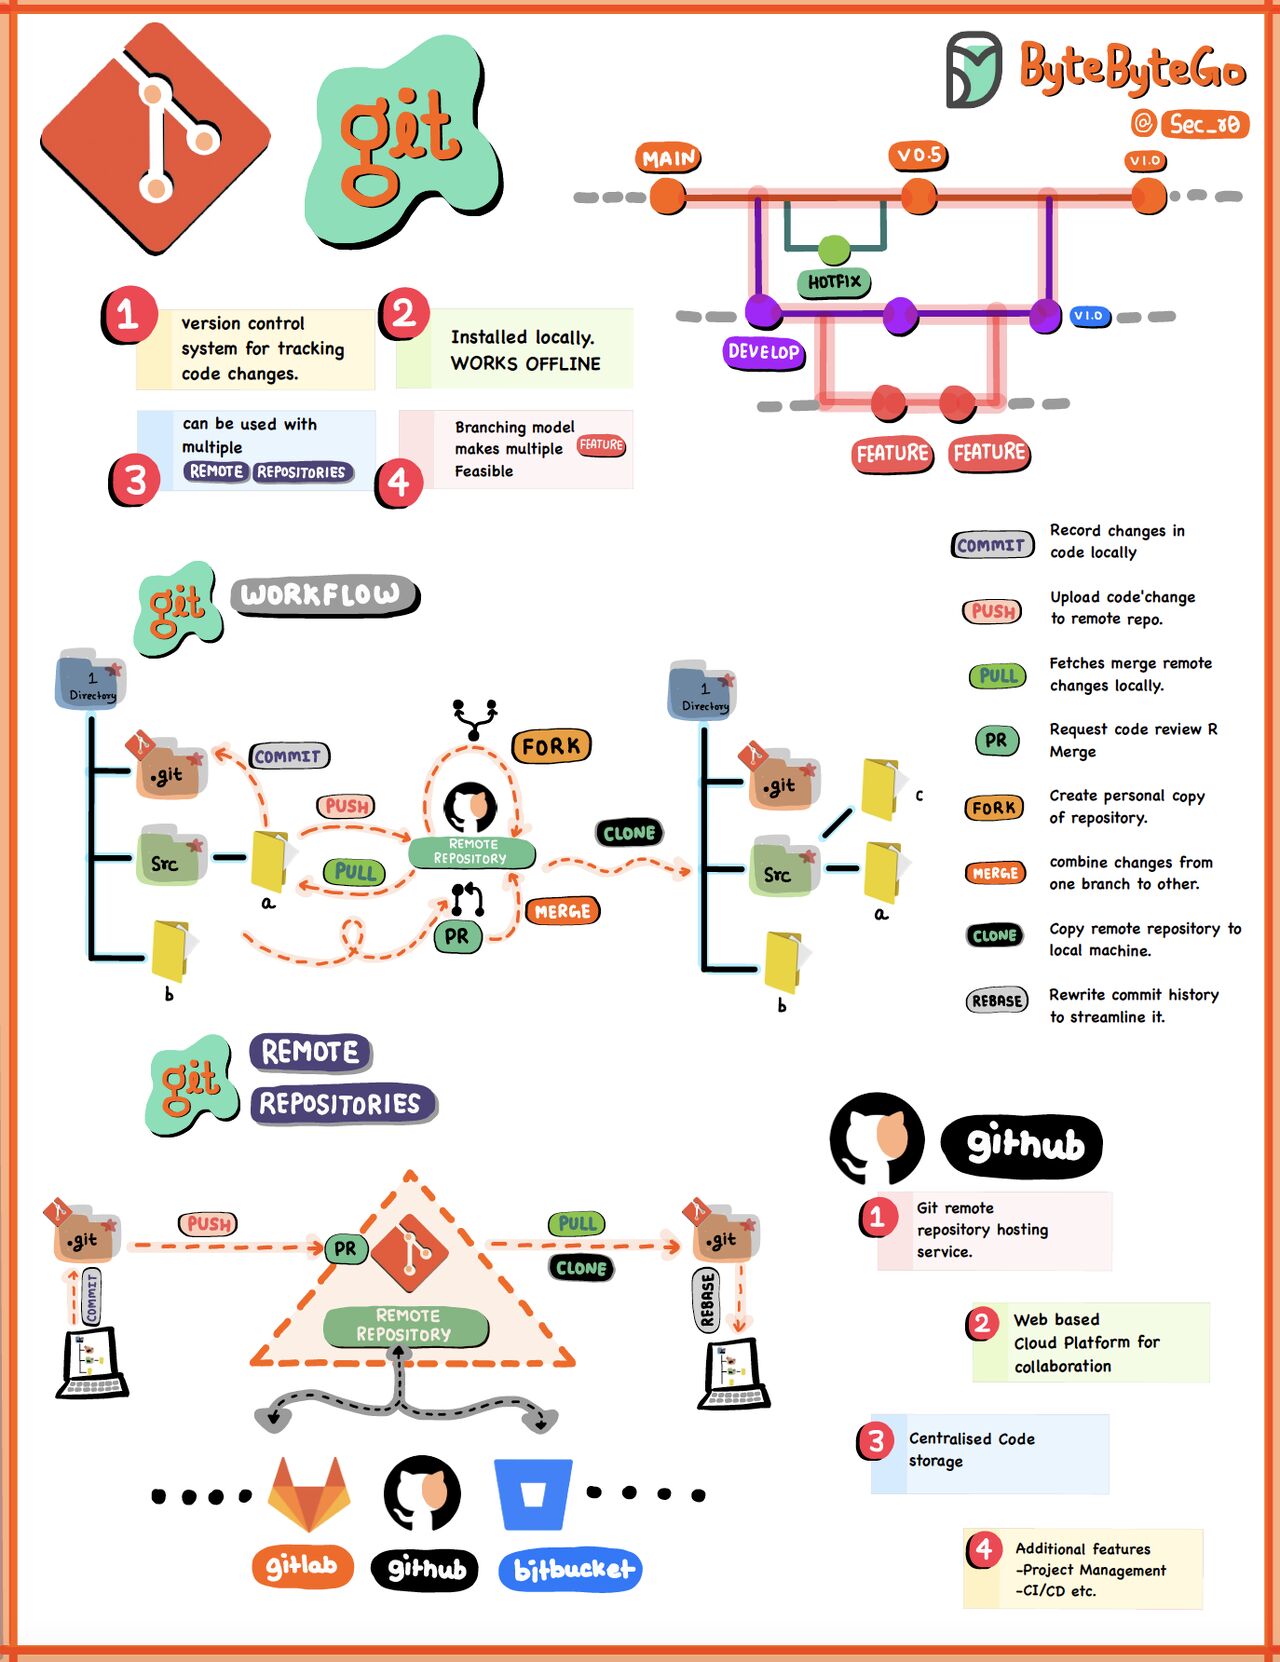 git
ByteByteGo
@ Sec_r0
MAIN
V0.5
V1.0
HOTFIX
DEVELOP
V1.0
FEATURE
FEATURE
1
version control
system for tracking
code changes.
2
Installed locally.
WORKS OFFLINE
3
can be used with
multiple
REMOTE REPOSITORIES
4
Branching model
makes multiple FEATURE
Feasible
git WORKFLOW
1
Directory
.git
COMMIT
Src
a
b
PUSH
PULL
FORK
REMOTE
REPOSITORY
PR
MERGE
CLONE
1
Directory
.git
Src
c
a
b
COMMIT
Record changes in
code locally
PUSH
Upload code'change
to remote repo.
PULL
Fetches merge remote
changes locally.
PR
Request code review R
Merge
FORK
Create personal copy
of repository.
MERGE
combine changes from
one branch to other.
CLONE
Copy remote repository to
local machine.
REBASE
Rewrite commit history
to streamline it.
git
REMOTE
REPOSITORIES
.git
COMMIT
PUSH
PR
REMOTE
REPOSITORY
PULL
CLONE
.git
REBASE
gitlab
github
bitbucket
github
1
Git remote
repository hosting
service.
2
Web based
Cloud Platform for
collaboration
3
Centralised Code
storage
4
Additional features
-Project Management
-CI/CD etc.